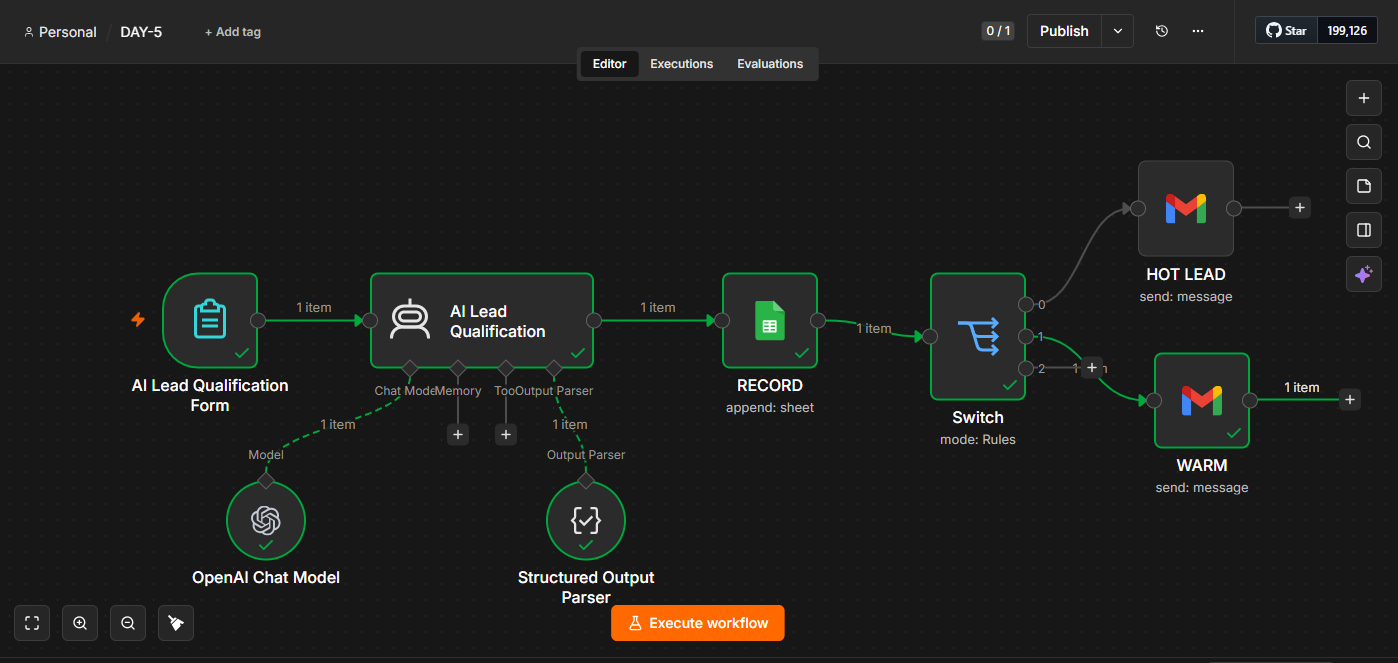 Personal / DAY-5 + Add tag
0 / 1 Publish Star 199,126
Editor Executions Evaluations
HOT LEAD
send: message
1 item 1 item 1 item
AI Lead
Qualification
AI Lead Qualification
Form
Chat Mode Memory Too Output Parser
RECORD
append: sheet
0
1
2 1
Switch
mode: Rules
1 item
WARM
send: message
1 item 1 item
Model Output Parser
OpenAI Chat Model
Structured Output
Parser
Execute workflow